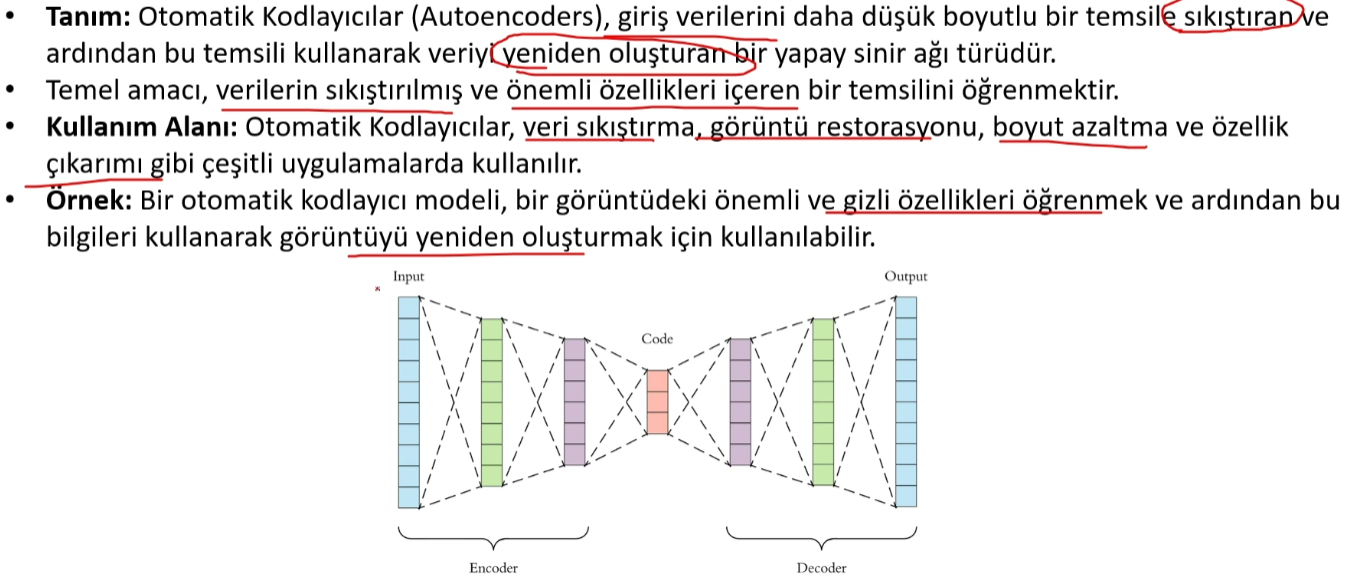 • Tanım: Otomatik Kodlayıcılar (Autoencoders), giriş verilerini daha düşük boyutlu bir temsile sıkıştıran ve
ardından bu temsili kullanarak veriyi yeniden oluşturan bir yapay sinir ağı türüdür.
• Temel amacı, verilerin sıkıştırılmış ve önemli özellikleri içeren bir temsilini öğrenmektir.
• Kullanım Alanı: Otomatik Kodlayıcılar, veri sıkıştırma, görüntü restorasyonu, boyut azaltma ve özellik
çıkarımı gibi çeşitli uygulamalarda kullanılır.
• Örnek: Bir otomatik kodlayıcı modeli, bir görüntüdeki önemli ve gizli özellikleri öğrenmek ve ardından bu
bilgileri kullanarak görüntüyü yeniden oluşturmak için kullanılabilir.
Input
Output
Code
Encoder
Decoder